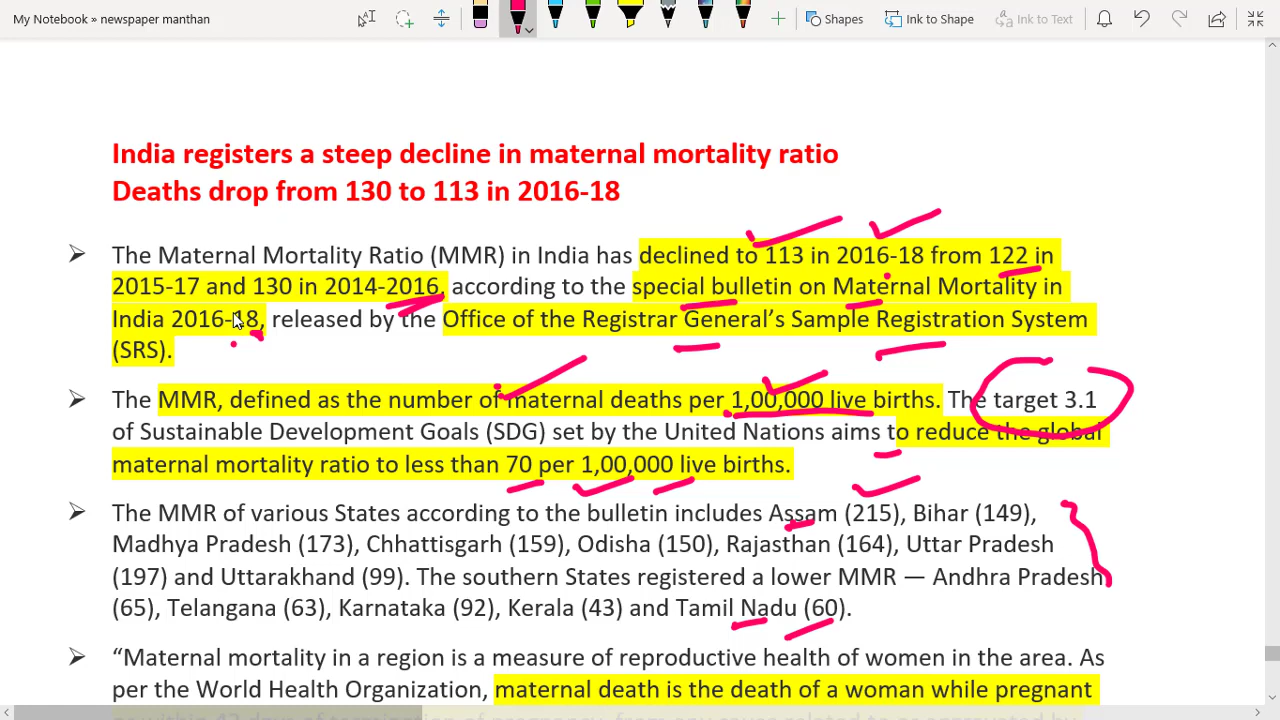 My Notebook » newspaper manthan
Shapes
Ink to Shape
Ink to Text
India registers a steep decline in maternal mortality ratio
Deaths drop from 130 to 113 in 2016-18
The Maternal Mortality Ratio (MMR) in India has declined to 113 in 2016-18 from 122 in
2015-17 and 130 in 2014-2016, according to the special bulletin on Maternal Mortality in
India 2016-18, released by the Office of the Registrar General’s Sample Registration System
(SRS).
The MMR, defined as the number of maternal deaths per 1,00,000 live births. The target 3.1
of Sustainable Development Goals (SDG) set by the United Nations aims to reduce the global
maternal mortality ratio to less than 70 per 1,00,000 live births.
The MMR of various States according to the bulletin includes Assam (215), Bihar (149),
Madhya Pradesh (173), Chhattisgarh (159), Odisha (150), Rajasthan (164), Uttar Pradesh
(197) and Uttarakhand (99). The southern States registered a lower MMR — Andhra Pradesh
(65), Telangana (63), Karnataka (92), Kerala (43) and Tamil Nadu (60).
“Maternal mortality in a region is a measure of reproductive health of women in the area. As
per the World Health Organization, maternal death is the death of a woman while pregnant